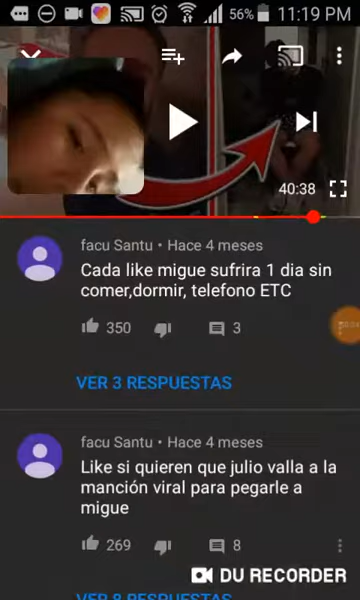 56% 11:19 PM
40:38
facu Santu • Hace 4 meses
Cada like migue sufrira 1 dia sin
comer,dormir, telefono ETC
350 3
VER 3 RESPUESTAS
facu Santu • Hace 4 meses
Like si quieren que julio valla a la
manción viral para pegarle a
migue
269 8
DU RECORDER
VER 8 RESPUESTAS